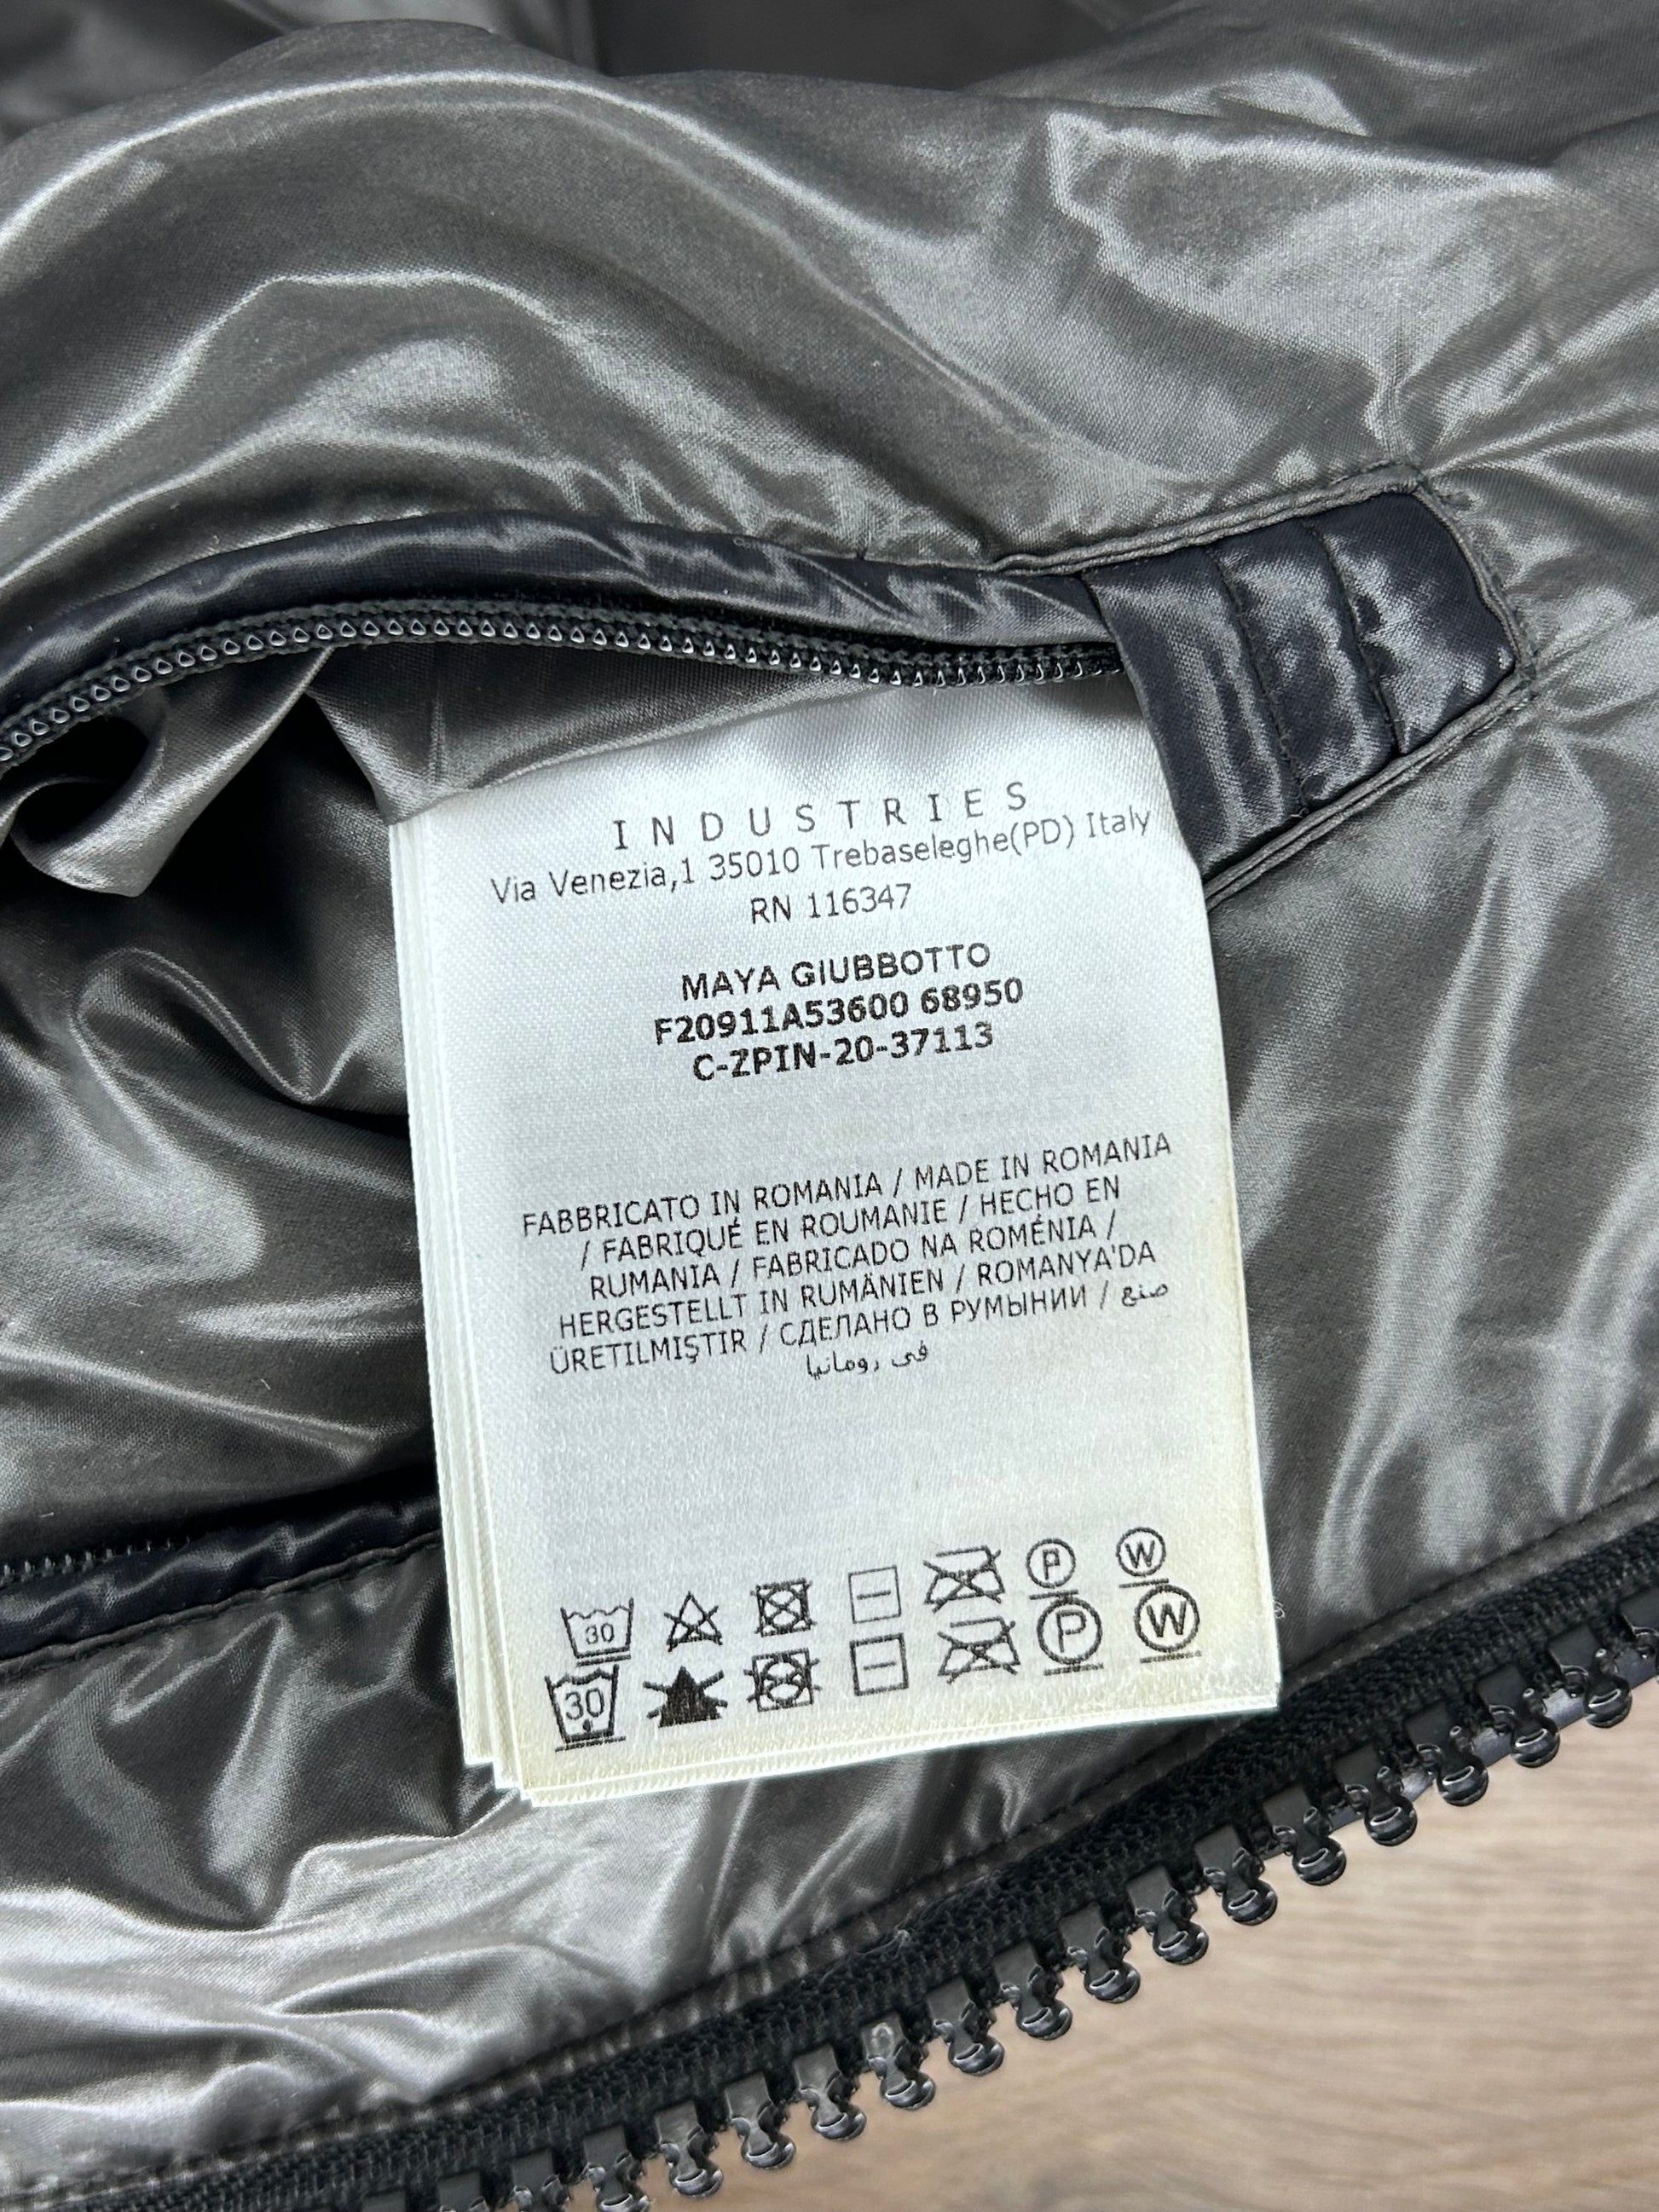 INDUSTRIES
Via Venezia,1 35010 Trebaseleghe(PD) Italy
RN 116347
MAYA GIUBBOTTO
F20911A53600 68950
C-ZPIN-20-37113
FABBRICATO IN ROMANIA / MADE IN ROMANIA
/ FABRIQUÉ EN ROUMANIE / HECHO EN
RUMANIA / FABRICADO NA ROMÉNIA /
HERGESTELLT IN RUMÄNIEN / ROMANYA'DA
ÜRETILMIŞTIR / СДЕЛАНО В РУМЫНИИ / صنع
في رومانيا
30 P W
30 P W